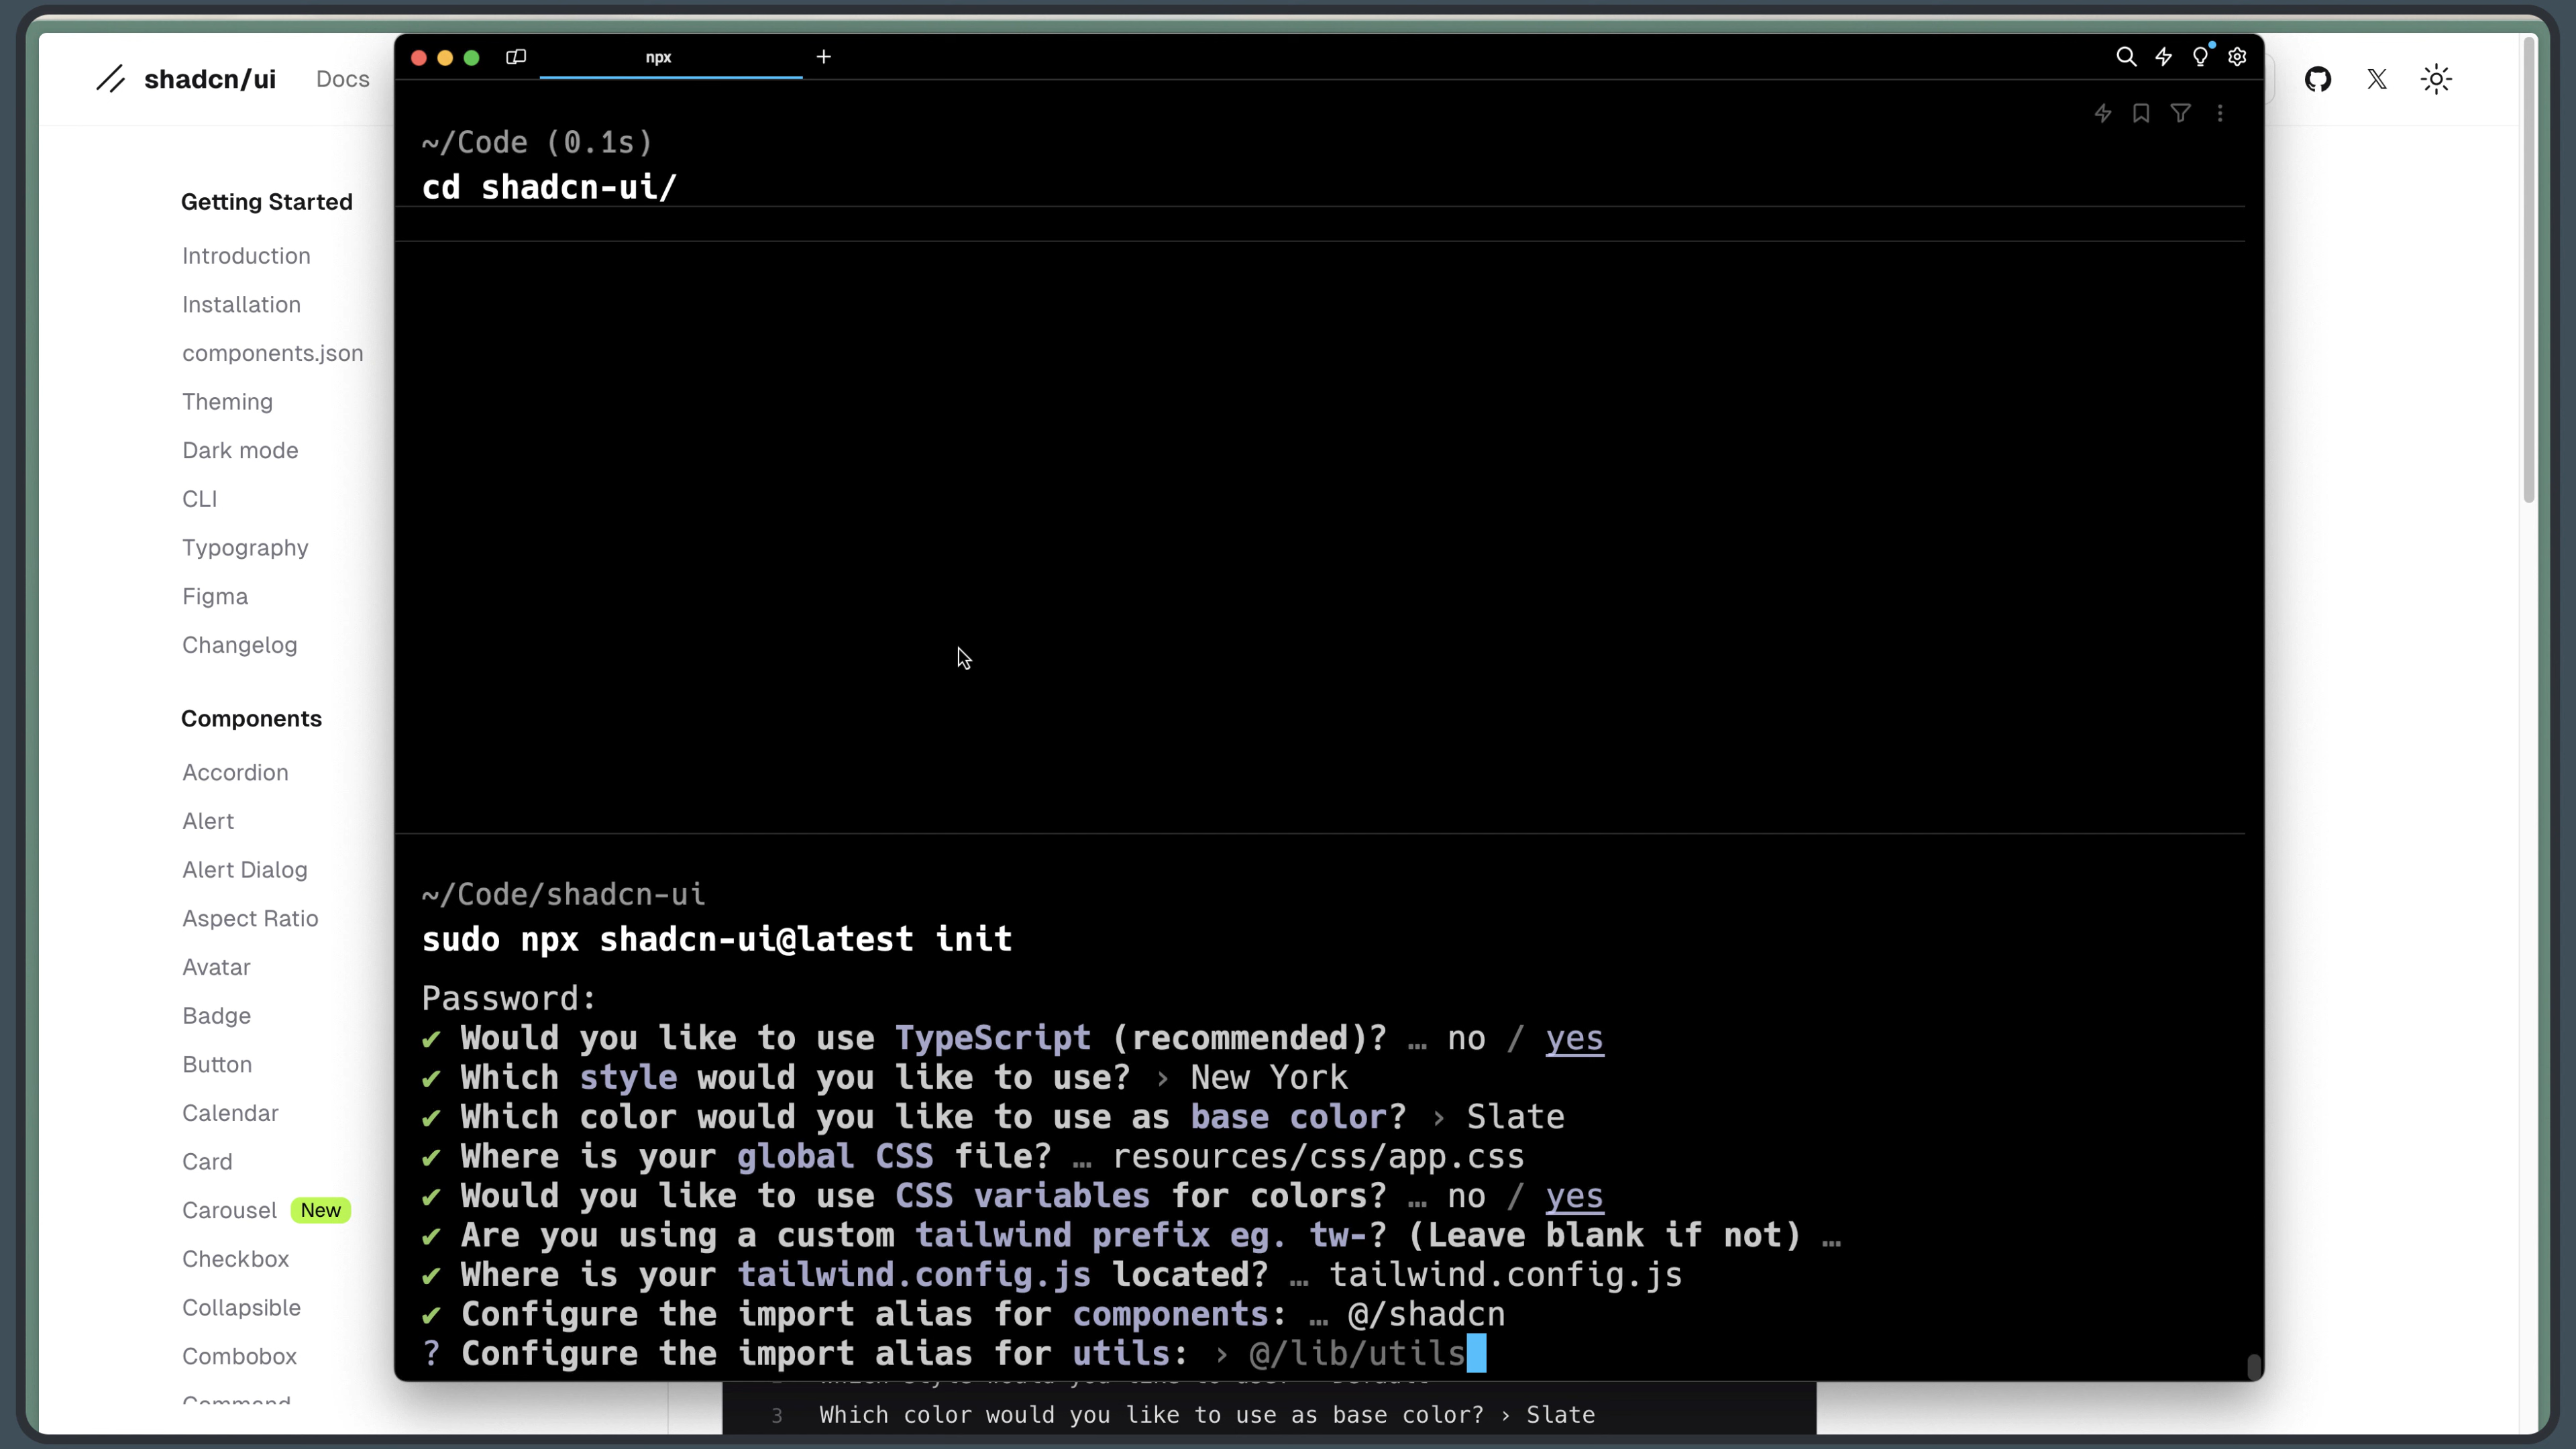 shadcn/ui
Docs
Getting Started
Introduction
Installation
components.json
Theming
Dark mode
CLI
Typography
Figma
Changelog
Components
Accordion
Alert
Alert Dialog
Aspect Ratio
Avatar
Badge
Button
Calendar
Card
Carousel New
Checkbox
Collapsible
Combobox
Command
npx
~/Code (0.1s)
cd shadcn-ui/
~/Code/shadcn-ui
sudo npx shadcn-ui@latest init
Password:
✔ Would you like to use TypeScript (recommended)? … no / yes
✔ Which style would you like to use? › New York
✔ Which color would you like to use as base color? › Slate
✔ Where is your global CSS file? … resources/css/app.css
✔ Would you like to use CSS variables for colors? … no / yes
✔ Are you using a custom tailwind prefix eg. tw-? (Leave blank if not) …
✔ Where is your tailwind.config.js located? … tailwind.config.js
✔ Configure the import alias for components: … @/shadcn
? Configure the import alias for utils: › @/lib/utils
3 Which color would you like to use as base color? › Slate